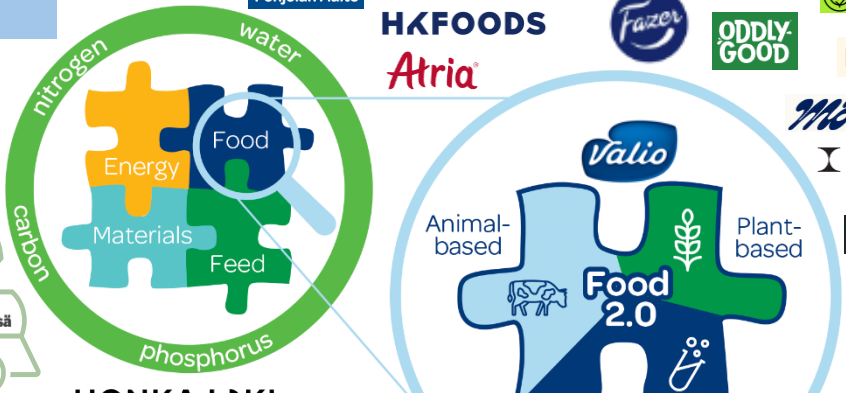 HKFOODS
Atria
Fazer
ODDLY-
GOOD
nitrogen
water
carbon
phosphorus
Energy
Food
Materials
Feed
Valio
Animal-
based
Plant-
based
Food
2.0